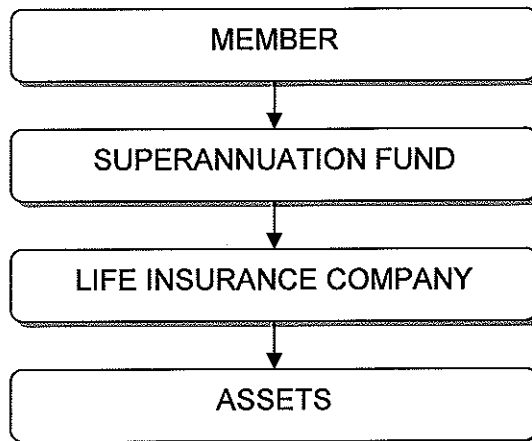 MEMBER
SUPERANNUATION FUND
LIFE INSURANCE COMPANY
ASSETS